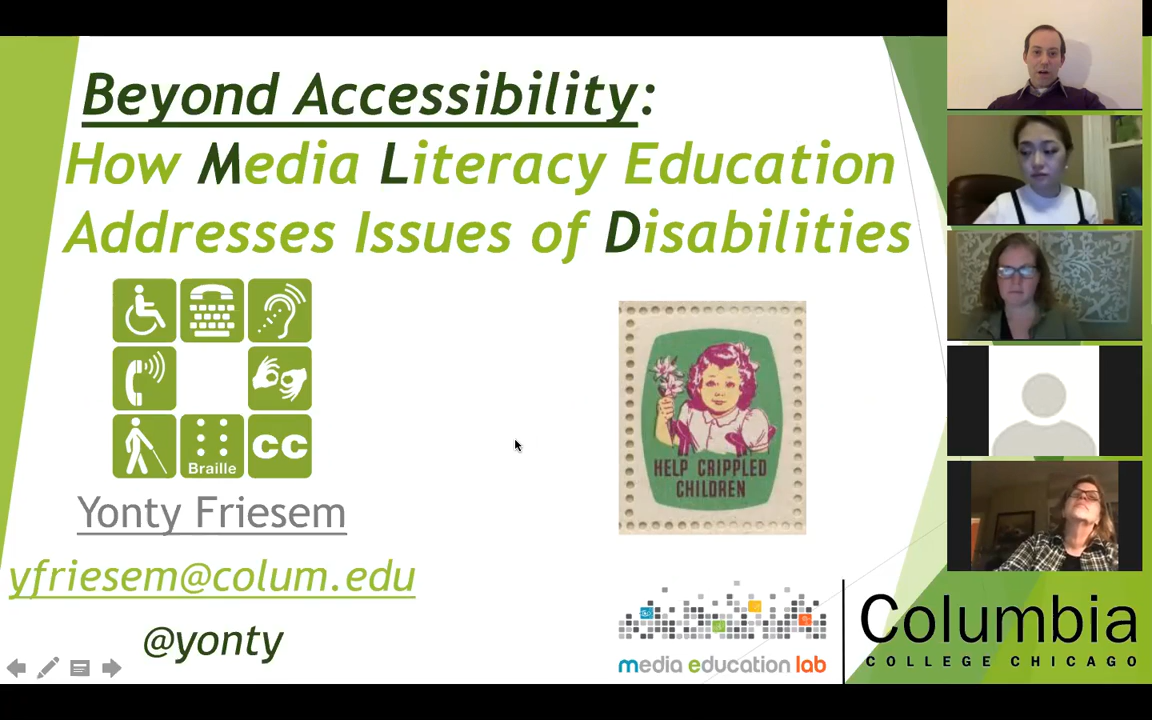 Beyond Accessibility:
How Media Literacy Education
Addresses Issues of Disabilities
Braille
CC
HELP CRIPPLED
CHILDREN
Yonty Friesem
yfriesem@colum.edu
@yonty
media education lab
Columbia
COLLEGE CHICAGO